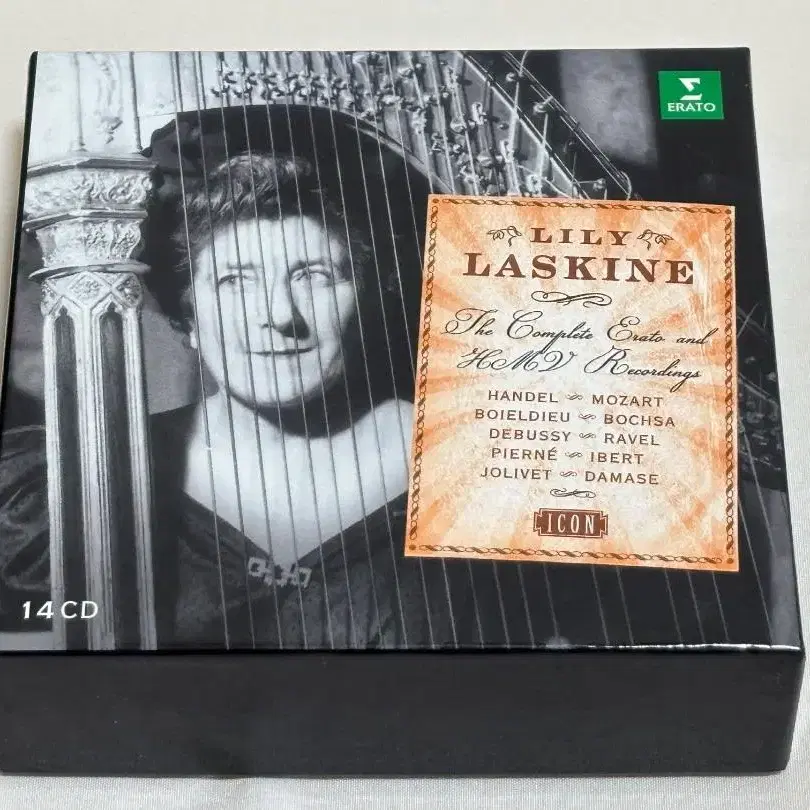 Σ
ERATO
LILY
LASKINE
The Complete Erato and
HMV Recordings
HANDEL MOZART
BOIELDIEU BOCHSA
DEBUSSY RAVEL
PIERNÉ IBERT
JOLIVET DAMASE
ICON
14 CD